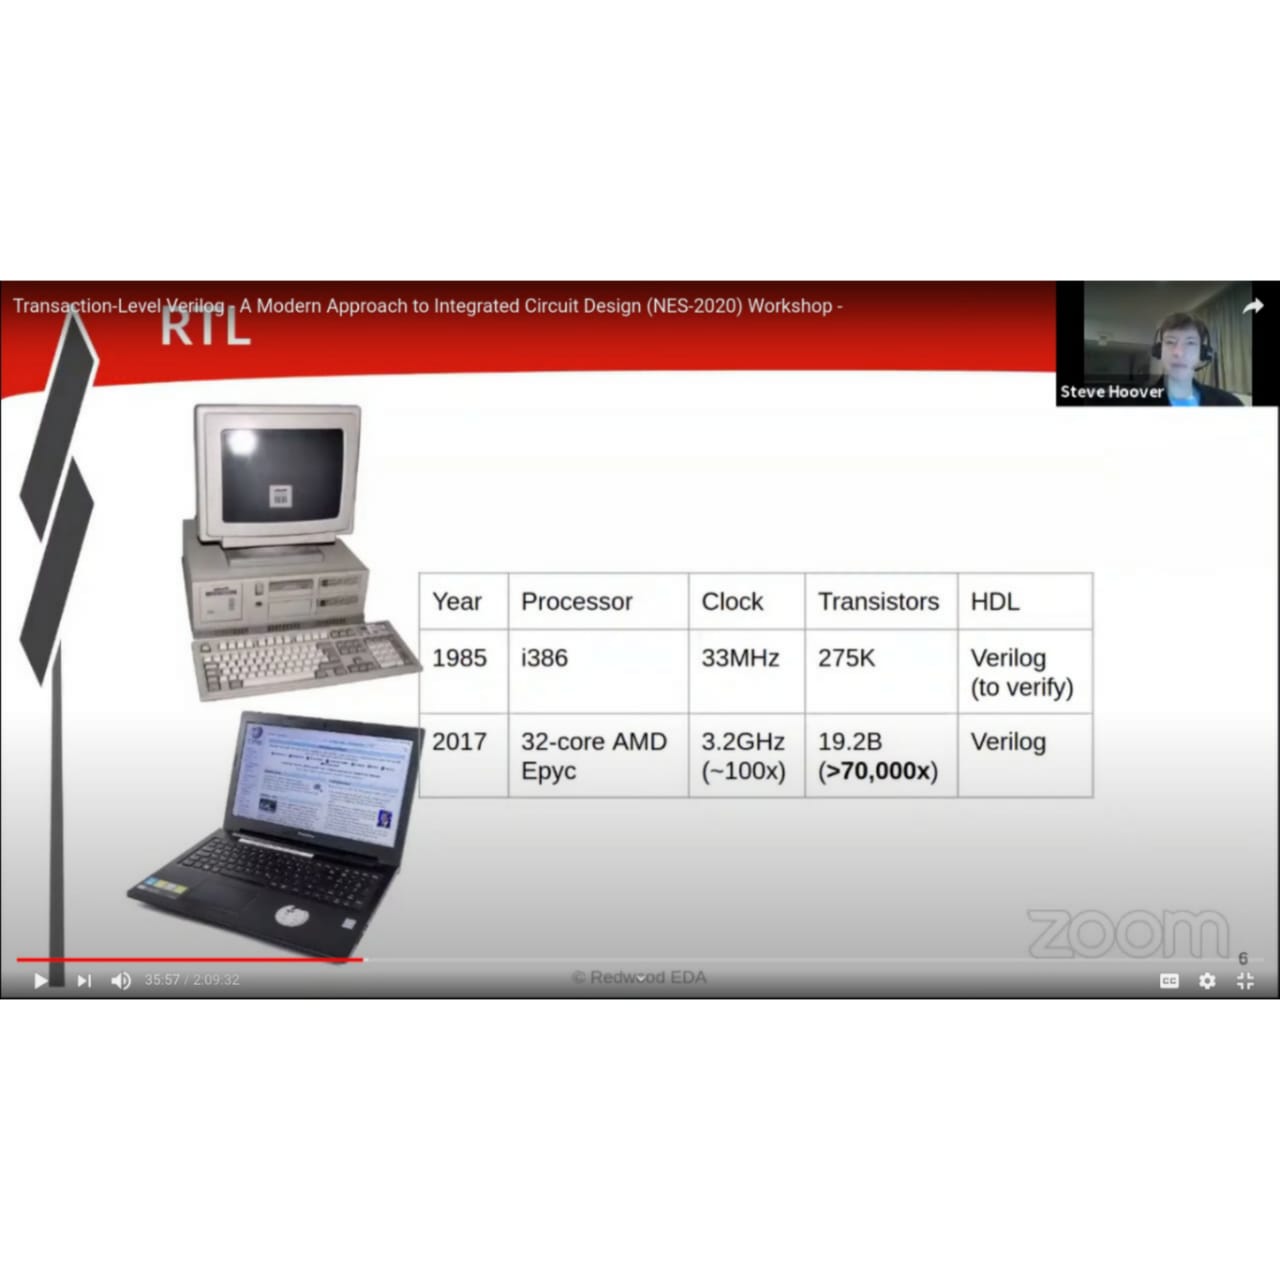 Transaction-Level Verilog - A Modern Approach to Integrated Circuit Design (NES-2020) Workshop -
RTL
Steve Hoover
Year Processor Clock Transistors HDL
1985 i386 33MHz 275K Verilog
(to verify)
2017 32-core AMD 3.2GHz 19.2B Verilog
Epyc (~100x) (>70,000x)
zoom
6
35:57 / 2:09:32
© Redwood EDA
CC